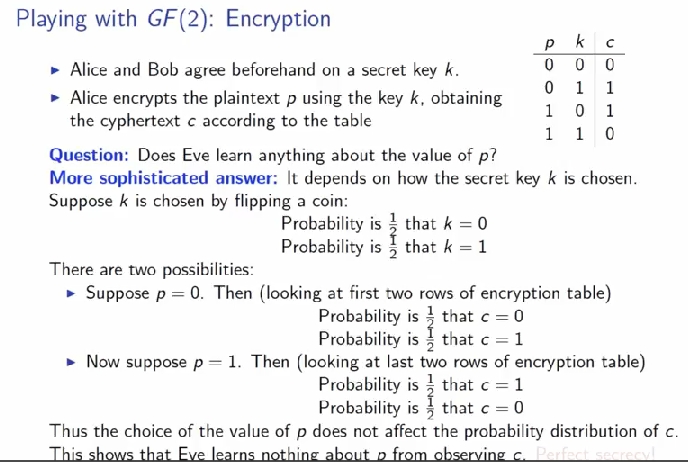 Playing with GF(2): Encryption
p k c
0 0 0
0 1 1
1 0 1
1 1 0
▸ Alice and Bob agree beforehand on a secret key k.
▸ Alice encrypts the plaintext p using the key k, obtaining
the cyphertext c according to the table
Question: Does Eve learn anything about the value of p?
More sophisticated answer: It depends on how the secret key k is chosen.
Suppose k is chosen by flipping a coin:
Probability is 1/2 that k = 0
Probability is 1/2 that k = 1
There are two possibilities:
▸ Suppose p = 0. Then (looking at first two rows of encryption table)
Probability is 1/2 that c = 0
Probability is 1/2 that c = 1
▸ Now suppose p = 1. Then (looking at last two rows of encryption table)
Probability is 1/2 that c = 1
Probability is 1/2 that c = 0
Thus the choice of the value of p does not affect the probability distribution of c.
This shows that Eve learns nothing about p from observing c. Perfect secrecy!